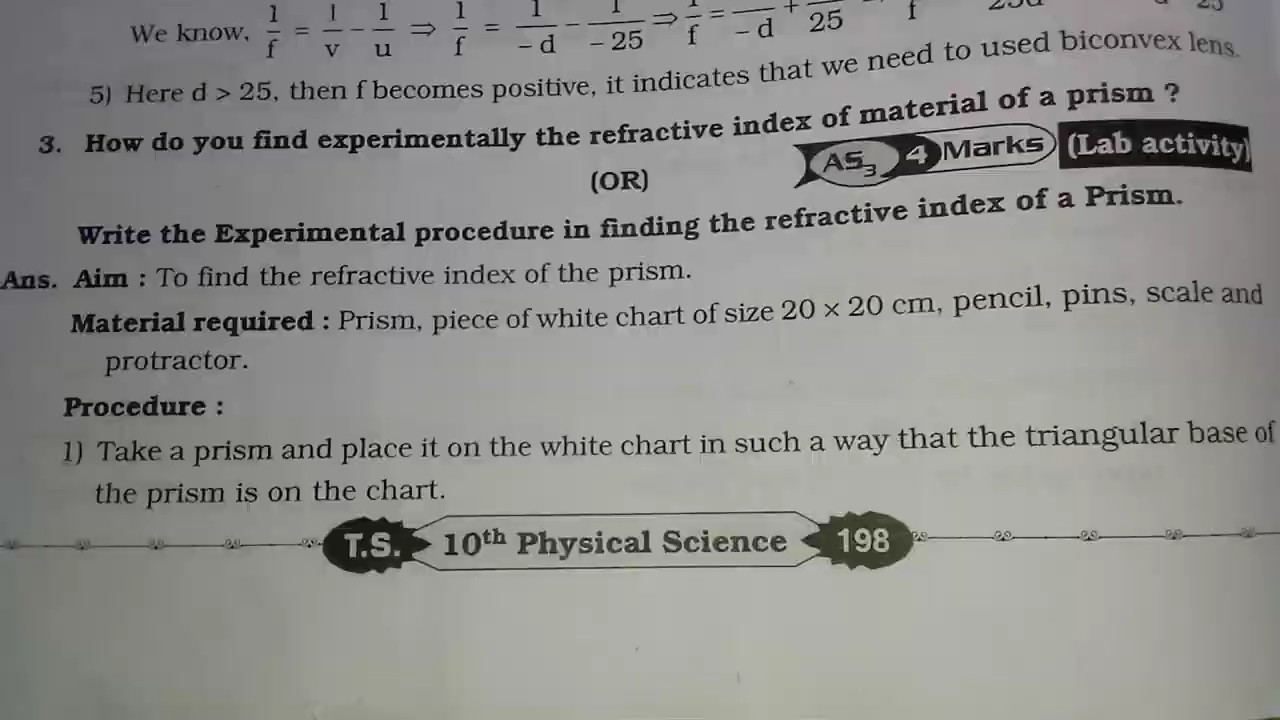 We know, 1/f = 1/v − 1/u ⇒ 1/f = 1/−d − 1/−25 ⇒ 1/f = /−d + /25 f 25d 25
5) Here d > 25, then f becomes positive, it indicates that we need to used biconvex lens.
3. How do you find experimentally the refractive index of material of a prism ?
(OR) AS3 4 Marks (Lab activity)
Write the Experimental procedure in finding the refractive index of a Prism.
Ans. Aim : To find the refractive index of the prism.
Material required : Prism, piece of white chart of size 20 × 20 cm, pencil, pins, scale and
protractor.
Procedure :
1) Take a prism and place it on the white chart in such a way that the triangular base of
the prism is on the chart.
T.S. 10th Physical Science 198